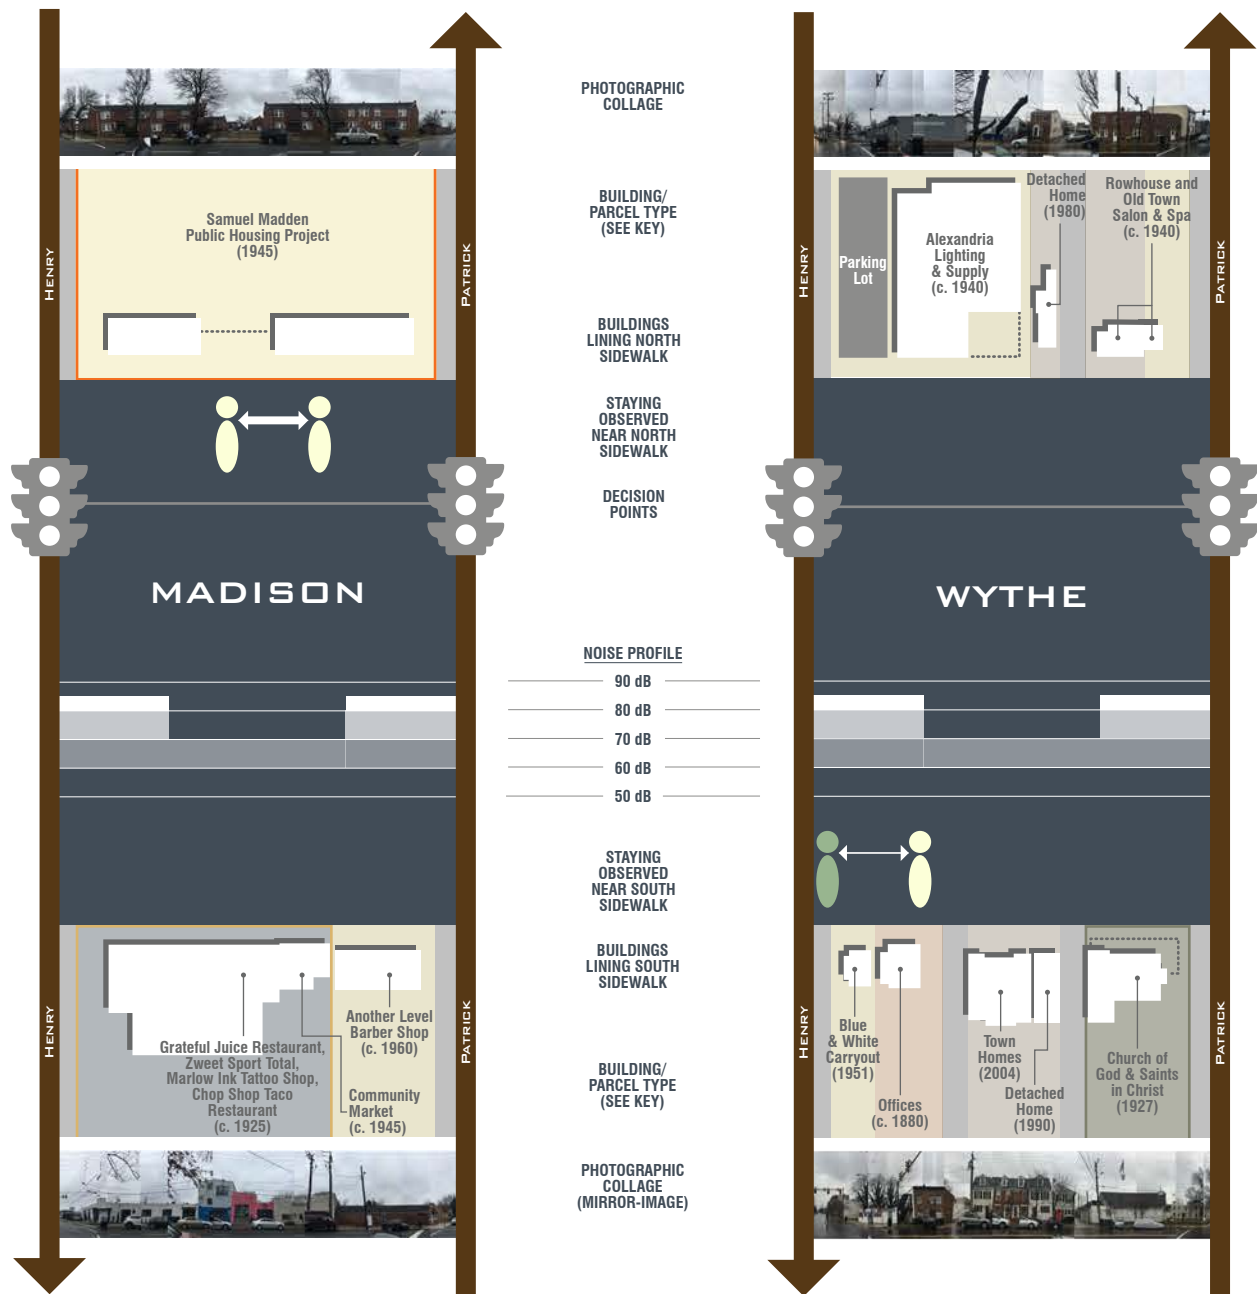 PHOTOGRAPHIC
COLLAGE
BUILDING/
PARCEL TYPE
(SEE KEY)
BUILDINGS
LINING NORTH
SIDEWALK
STAYING
OBSERVED
NEAR NORTH
SIDEWALK
DECISION
POINTS
NOISE PROFILE
90 dB
80 dB
70 dB
60 dB
50 dB
STAYING
OBSERVED
NEAR SOUTH
SIDEWALK
BUILDINGS
LINING SOUTH
SIDEWALK
BUILDING/
PARCEL TYPE
(SEE KEY)
PHOTOGRAPHIC
COLLAGE
(MIRROR-IMAGE)
HENRY
PATRICK
Samuel Madden
Public Housing Project
(1945)
MADISON
HENRY
PATRICK
Grateful Juice Restaurant,
Zweet Sport Total,
Marlow Ink Tattoo Shop,
Chop Shop Taco
Restaurant
(c. 1925)
Community
Market
(c. 1945)
Another Level
Barber Shop
(c. 1960)
HENRY
PATRICK
Parking
Lot
Alexandria
Lighting
& Supply
(c. 1940)
Detached
Home
(1980)
Rowhouse and
Old Town
Salon & Spa
(c. 1940)
WYTHE
HENRY
PATRICK
Blue
& White
Carryout
(1951)
Offices
(c. 1880)
Town
Homes
(2004)
Detached
Home
(1990)
Church of
God & Saints
in Christ
(1927)